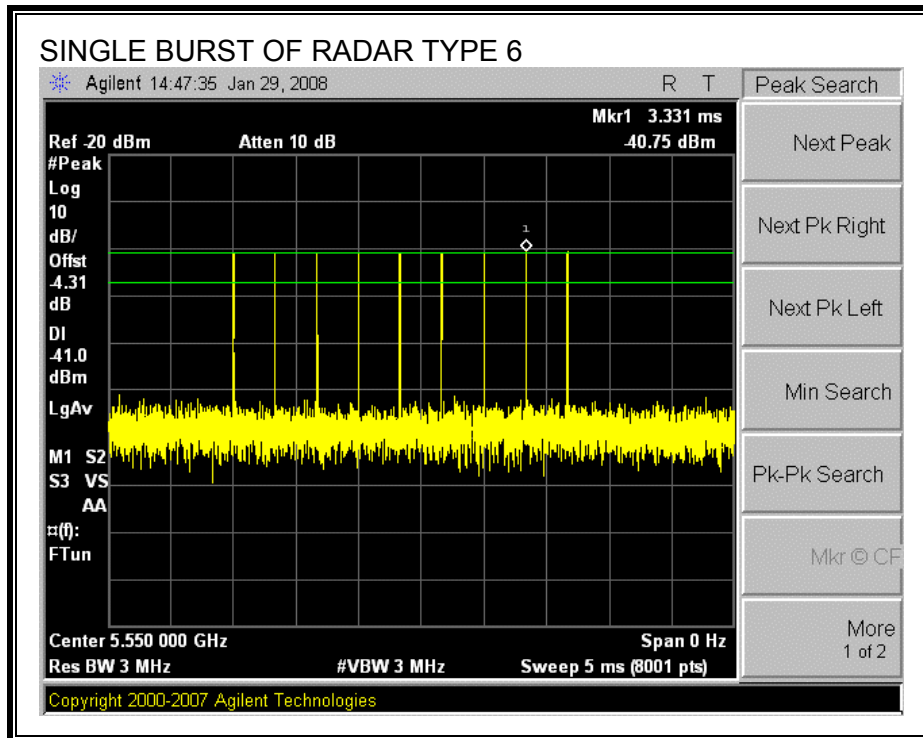 SINGLE BURST OF RADAR TYPE 6
Agilent 14:47:35 Jan 29, 2008 R T
Peak Search
Mkr1 3.331 ms
Ref -20 dBm Atten 10 dB -40.75 dBm
#Peak
Log
10
dB/
Offst
-4.31
dB
DI
-41.0
dBm
LgAv
M1 S2
S3 VS
AA
¤(f):
FTun
1
Center 5.550 000 GHz Span 0 Hz
Res BW 3 MHz #VBW 3 MHz Sweep 5 ms (8001 pts)
Copyright 2000-2007 Agilent Technologies
Next Peak
Next Pk Right
Next Pk Left
Min Search
Pk-Pk Search
Mkr © CF
More
1 of 2